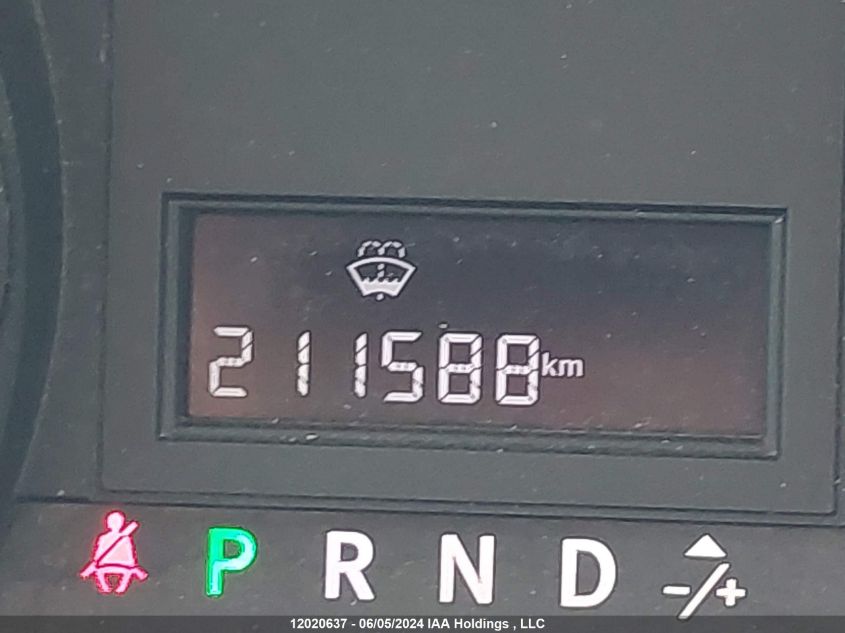 211588km
P R N D -/+
12020637 - 06/05/2024 IAA Holdings , LLC